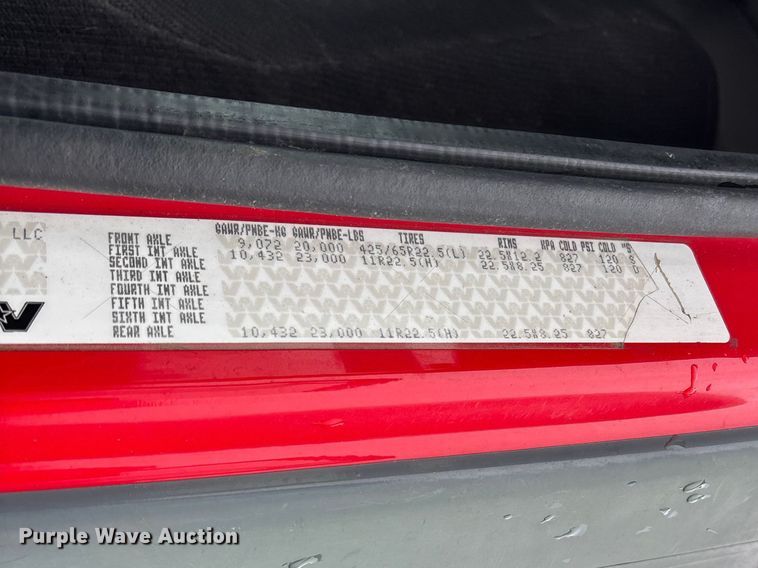 LLC
GAWR/PNBE-KG GAWR/PNBE-LBS TIRES RIMS KPA COLD PSI COLD
FRONT AXLE 9,072 20,000 425/65R22.5(L) 22.5X12.2 827 120 S
FIRST INT AXLE 10,432 23,000 11R22.5(H) 22.5X8.25 827 120 D
SECOND INT AXLE
THIRD INT AXLE
FOURTH INT AXLE
FIFTH INT AXLE
SIXTH INT AXLE
REAR AXLE 10,432 23,000 11R22.5(H) 22.5X8.25 827
Purple Wave Auction